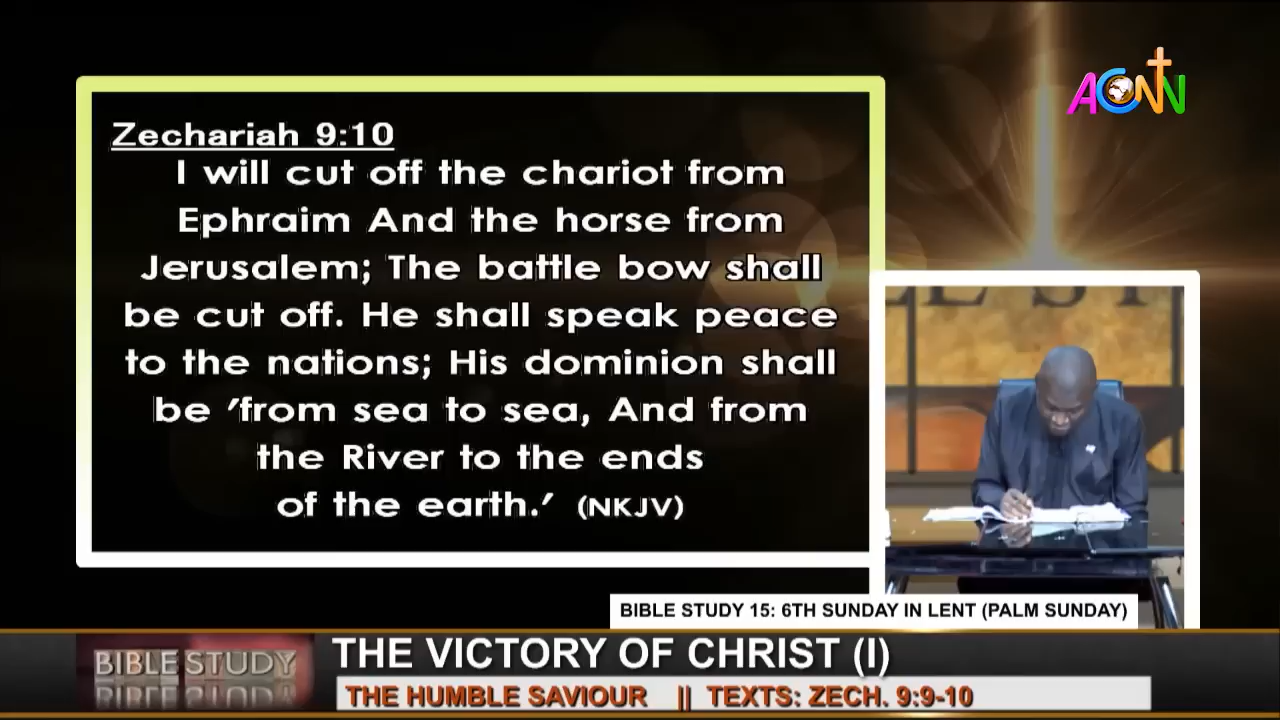 ACNN
Zechariah 9:10
I will cut off the chariot from
Ephraim And the horse from
Jerusalem; The battle bow shall
be cut off. He shall speak peace
to the nations; His dominion shall
be ‘from sea to sea, And from
the River to the ends
of the earth.’ (NKJV)
LE ST
BIBLE STUDY 15: 6TH SUNDAY IN LENT (PALM SUNDAY)
BIBLE STUDY
THE VICTORY OF CHRIST (I)
THE HUMBLE SAVIOUR || TEXTS: ZECH. 9:9-10